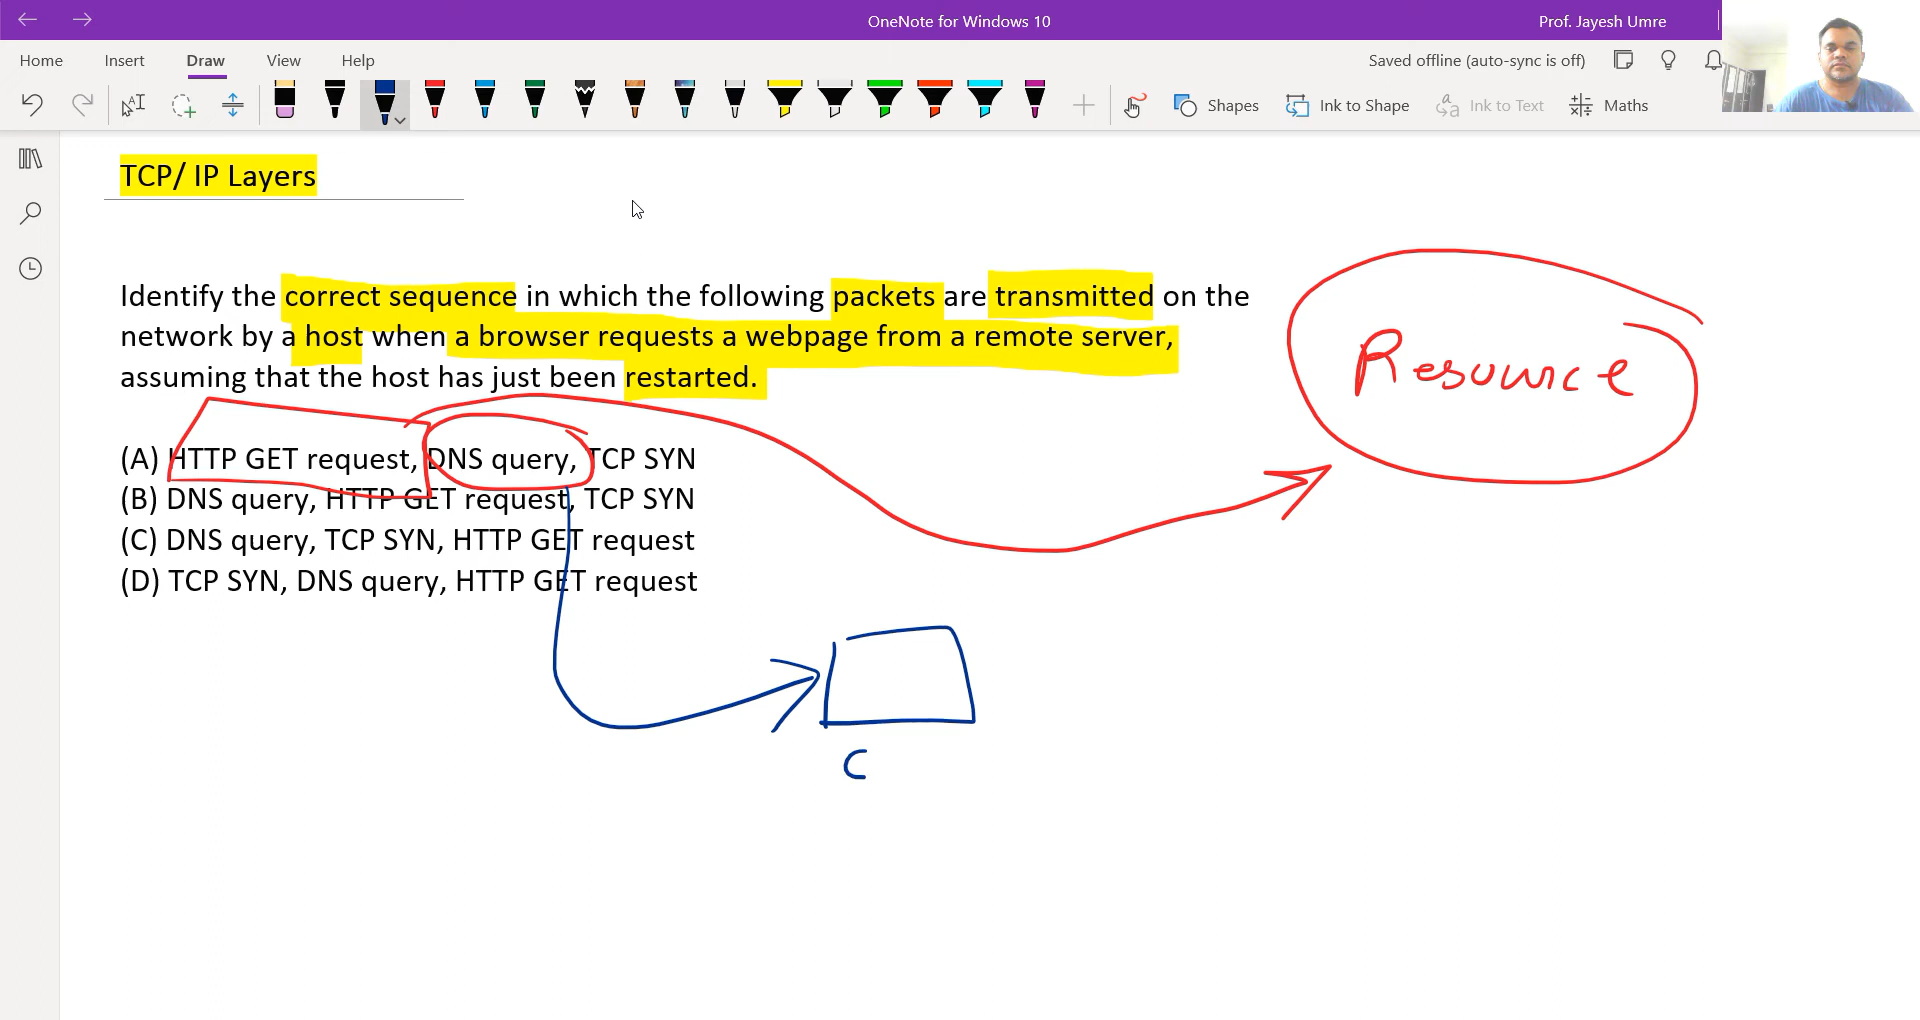 OneNote for Windows 10
Prof. Jayesh Umre
Home Insert Draw View Help
Saved offline (auto-sync is off)
Shapes Ink to Shape Ink to Text Maths
TCP/ IP Layers
Identify the correct sequence in which the following packets are transmitted on the
network by a host when a browser requests a webpage from a remote server,
assuming that the host has just been restarted.
Resource
(A) HTTP GET request, DNS query, TCP SYN
(B) DNS query, HTTP GET request, TCP SYN
(C) DNS query, TCP SYN, HTTP GET request
(D) TCP SYN, DNS query, HTTP GET request
C